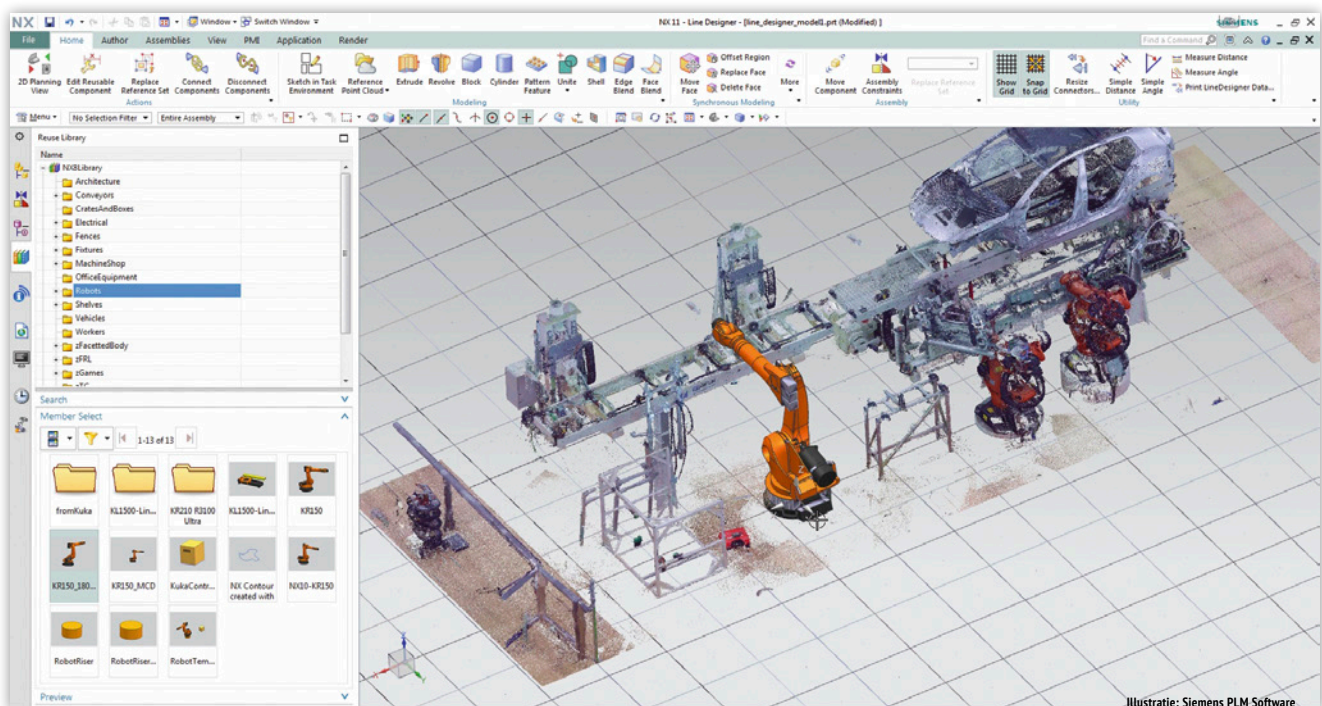 NX Window Switch Window NX 11 - Line Designer - [line_designer_modell1.prt (Modified) ] SIEMENS
File Home Author Assemblies View PMI Application Render Find a Command
2D Planning View Edit Reusable Component Replace Reference Set Connect Components Disconnect Components Sketch in Task Environment Reference Point Cloud Extrude Revolve Block Cylinder Pattern Feature Unite Shell Edge Blend Face Blend Move Face Offset Region Replace Face Delete Face More Move Component Assembly Constraints Replace Reference Set Show Grid Snap to Grid Resize Connectors... Simple Distance Simple Angle Measure Distance Measure Angle Print LineDesigner Data...
Actions Modeling Synchronous Modeling Assembly Utility
Menu No Selection Filter Entire Assembly
Reuse Library
Name
NX8Library
Architecture
Conveyors
CratesAndBoxes
Electrical
Fences
Fixtures
MachineShop
OfficeEquipment
Robots
Shelves
Vehicles
Workers
zFacettedBody
zFRL
zGames
Search
Member Select
1-13 of 13
fromKuka KL1500-Lin... KR210 R3100 Ultra KL1500-Lin... KR150
KR150_180... KR150_MCD KukaContr... NX Contour created with NX10-KR150
RobotRiser RobotRiser... RobotTem...
Preview
X Y
Illustratie: Siemens PLM Software